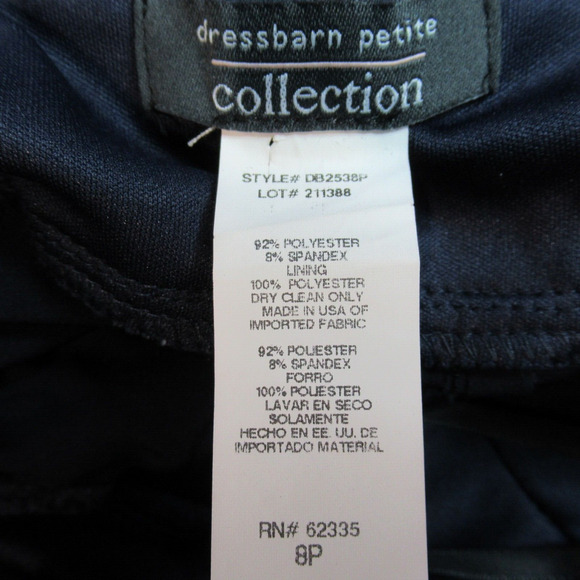 dressbarn petite
collection
STYLE# DB2538P
LOT# 211388
92% POLYESTER
8% SPANDEX
LINING
100% POLYESTER
DRY CLEAN ONLY
MADE IN USA OF
IMPORTED FABRIC
92% POLIESTER
8% SPANDEX
FORRO
100% POLIESTER
LAVAR EN SECO
SOLAMENTE
HECHO EN EE. UU. DE
IMPORTADO MATERIAL
RN# 62335
8P